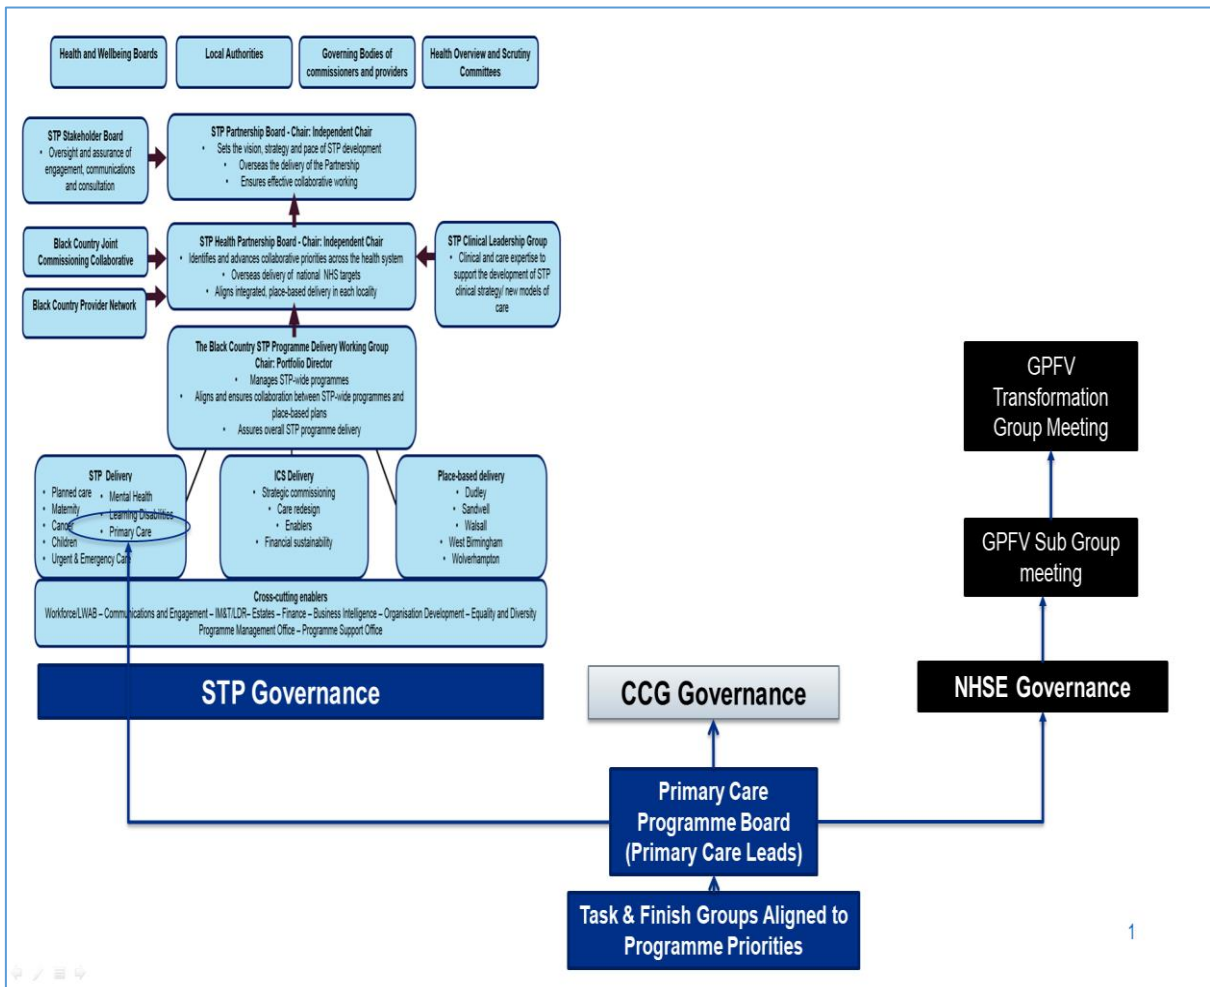 Health and Wellbeing Boards
Local Authorities
Governing Bodies of
commissioners and providers
Health Overview and Scrutiny
Committees
STP Stakeholder Board
• Oversight and assurance of
engagement, communications
and consultation
STP Partnership Board - Chair: Independent Chair
• Sets the vision, strategy and pace of STP development
• Overseas the delivery of the Partnership
• Ensures effective collaborative working
Black Country Joint
Commissioning Collaborative
Black Country Provider Network
STP Health Partnership Board - Chair: Independent Chair
• Identifies and advances collaborative priorities across the health system
• Overseas delivery of national NHS targets
• Aligns integrated, place-based delivery in each locality
STP Clinical Leadership Group
• Clinical and care expertise to
support the development of STP
clinical strategy/ new models of
care
The Black Country STP Programme Delivery Working Group
Chair: Portfolio Director
• Manages STP-wide programmes
• Aligns and ensures collaboration between STP-wide programmes and
place-based plans
• Assures overall STP programme delivery
STP Delivery
• Planned care
• Maternity
• Cancer
• Children
• Urgent & Emergency Care
• Mental Health
• Learning Disabilities
• Primary Care
ICS Delivery
• Strategic commissioning
• Care redesign
• Enablers
• Financial sustainability
Place-based delivery
• Dudley
• Sandwell
• Walsall
• West Birmingham
• Wolverhampton
Cross-cutting enablers
Workforce/LWAB – Communications and Engagement – IM&T/LDR– Estates – Finance – Business Intelligence – Organisation Development – Equality and Diversity
Programme Management Office – Programme Support Office
GPFV
Transformation
Group Meeting
GPFV Sub Group
meeting
STP Governance
CCG Governance
NHSE Governance
Primary Care
Programme Board
(Primary Care Leads)
Task & Finish Groups Aligned to
Programme Priorities
1